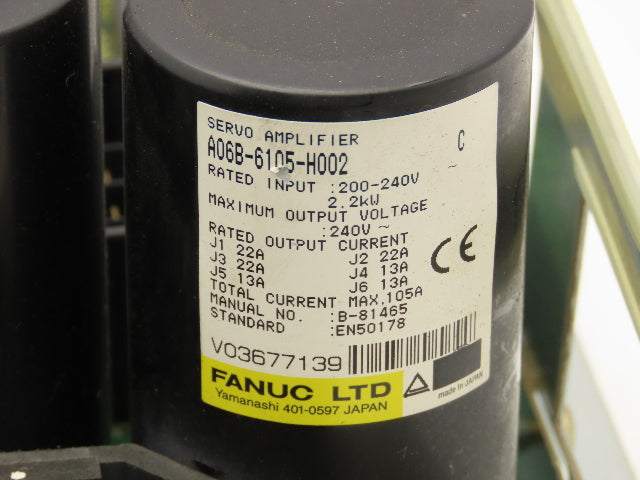 SERVO AMPLIFIER C
A06B-6105-H002
RATED INPUT :200-240V ~
2.2kW
MAXIMUM OUTPUT VOLTAGE
:240V ~
RATED OUTPUT CURRENT
J1 22A J2 22A
J3 22A J4 13A
J5 13A J6 13A
TOTAL CURRENT MAX.105A
MANUAL NO. :B-81465
STANDARD :EN50178
CE
V03677139
FANUC LTD
Yamanashi 401-0597 JAPAN
made in JAPAN